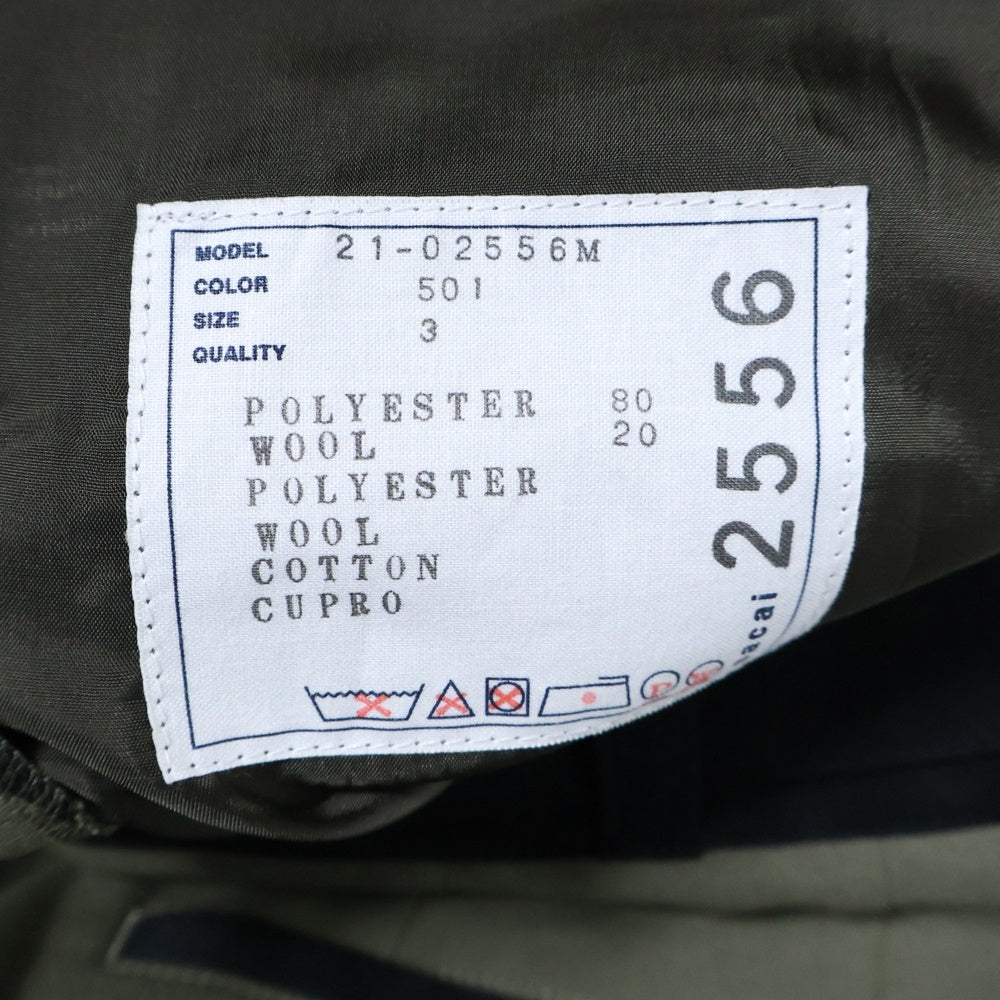 MODEL 21-02556M
COLOR 501
SIZE 3
QUALITY
POLYESTER 80
WOOL 20
POLYESTER
WOOL
COTTON
CUPRO
2556
P